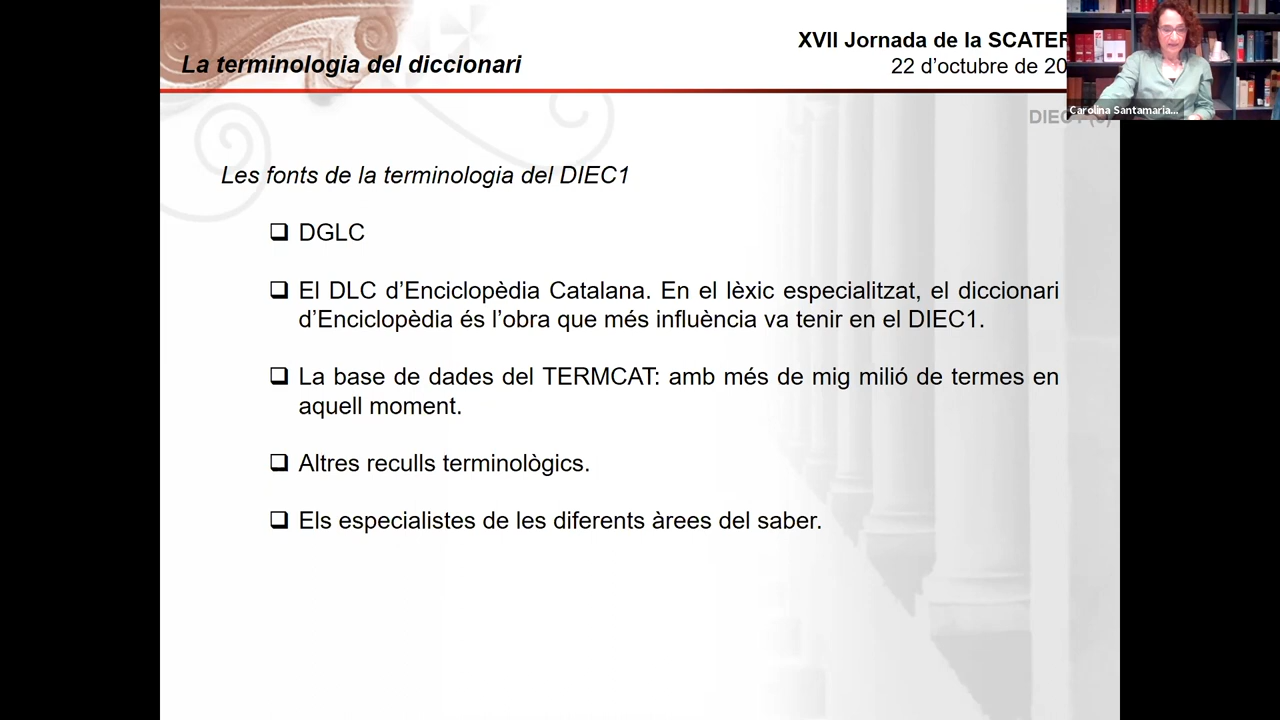 La terminologia del diccionari
XVII Jornada de la
22 d’octubre de
Carolina Santamaria...
Les fonts de la terminologia del DIEC1
DGLC
El DLC d’Enciclopèdia Catalana. En el lèxic especialitzat, el diccionari
d’Enciclopèdia és l’obra que més influència va tenir en el DIEC1.
La base de dades del TERMCAT: amb més de mig milió de termes en
aquell moment.
Altres reculls terminològics.
Els especialistes de les diferents àrees del saber.